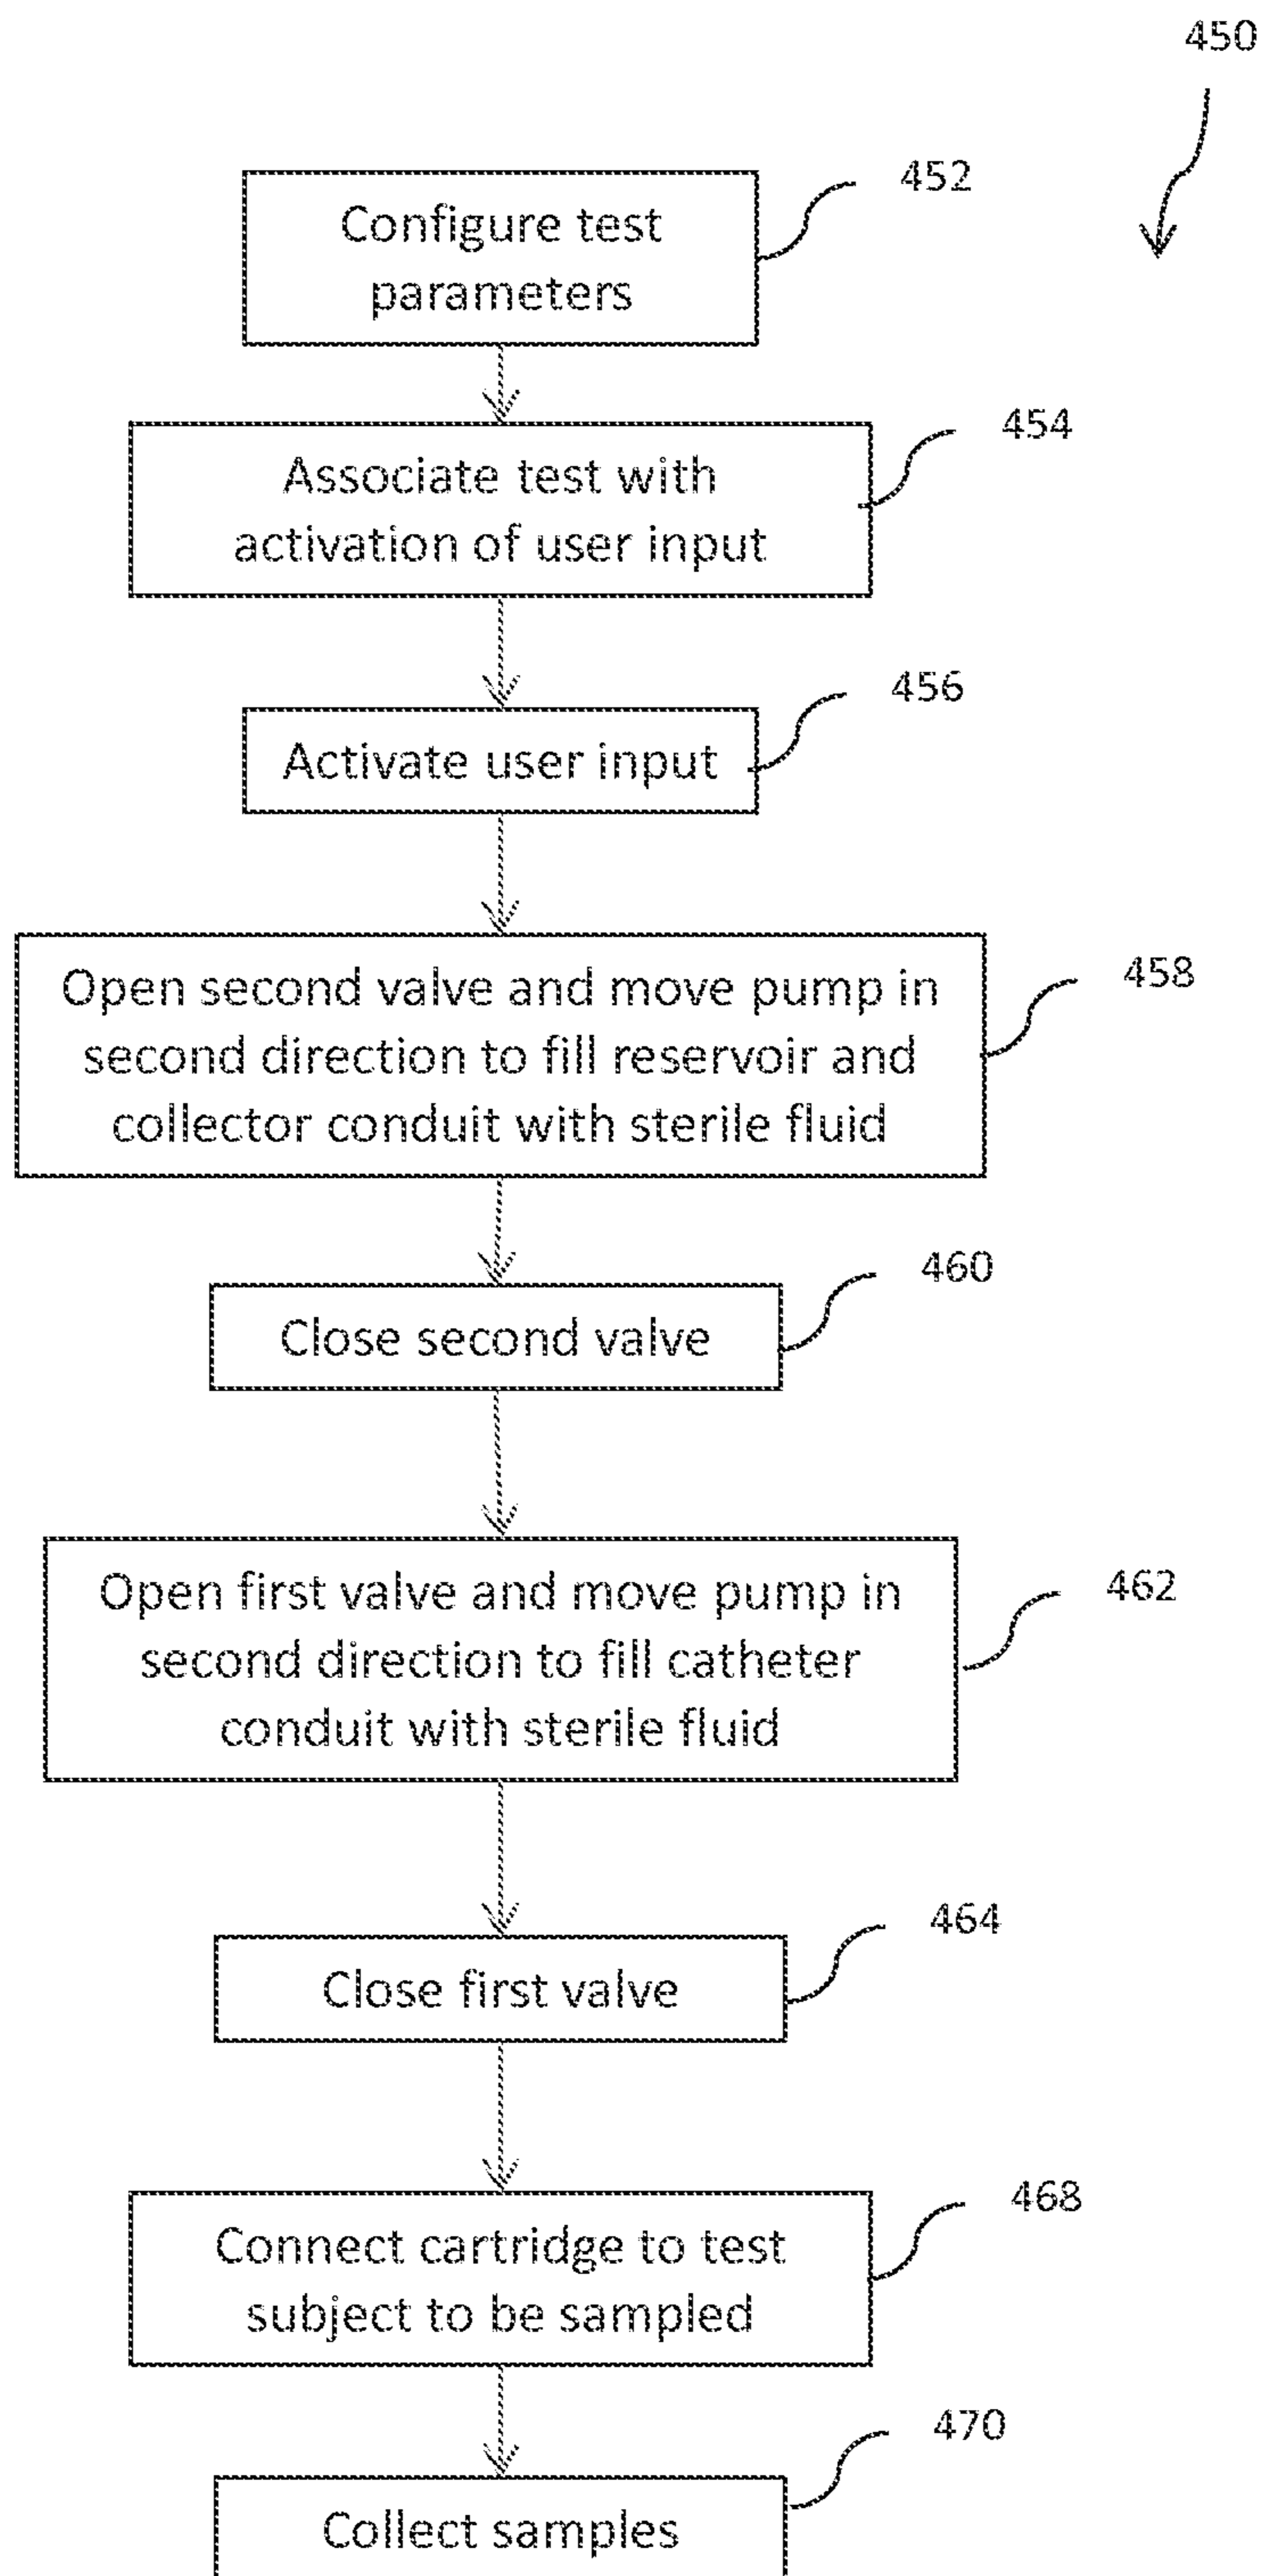 450
452
Configure test
parameters
454
Associate test with
activation of user input
456
Activate user input
458
Open second valve and move pump in
second direction to fill reservoir and
collector conduit with sterile fluid
460
Close second valve
462
Open first valve and move pump in
second direction to fill catheter
conduit with sterile fluid
464
Close first valve
468
Connect cartridge to test
subject to be sampled
470
Collect samples